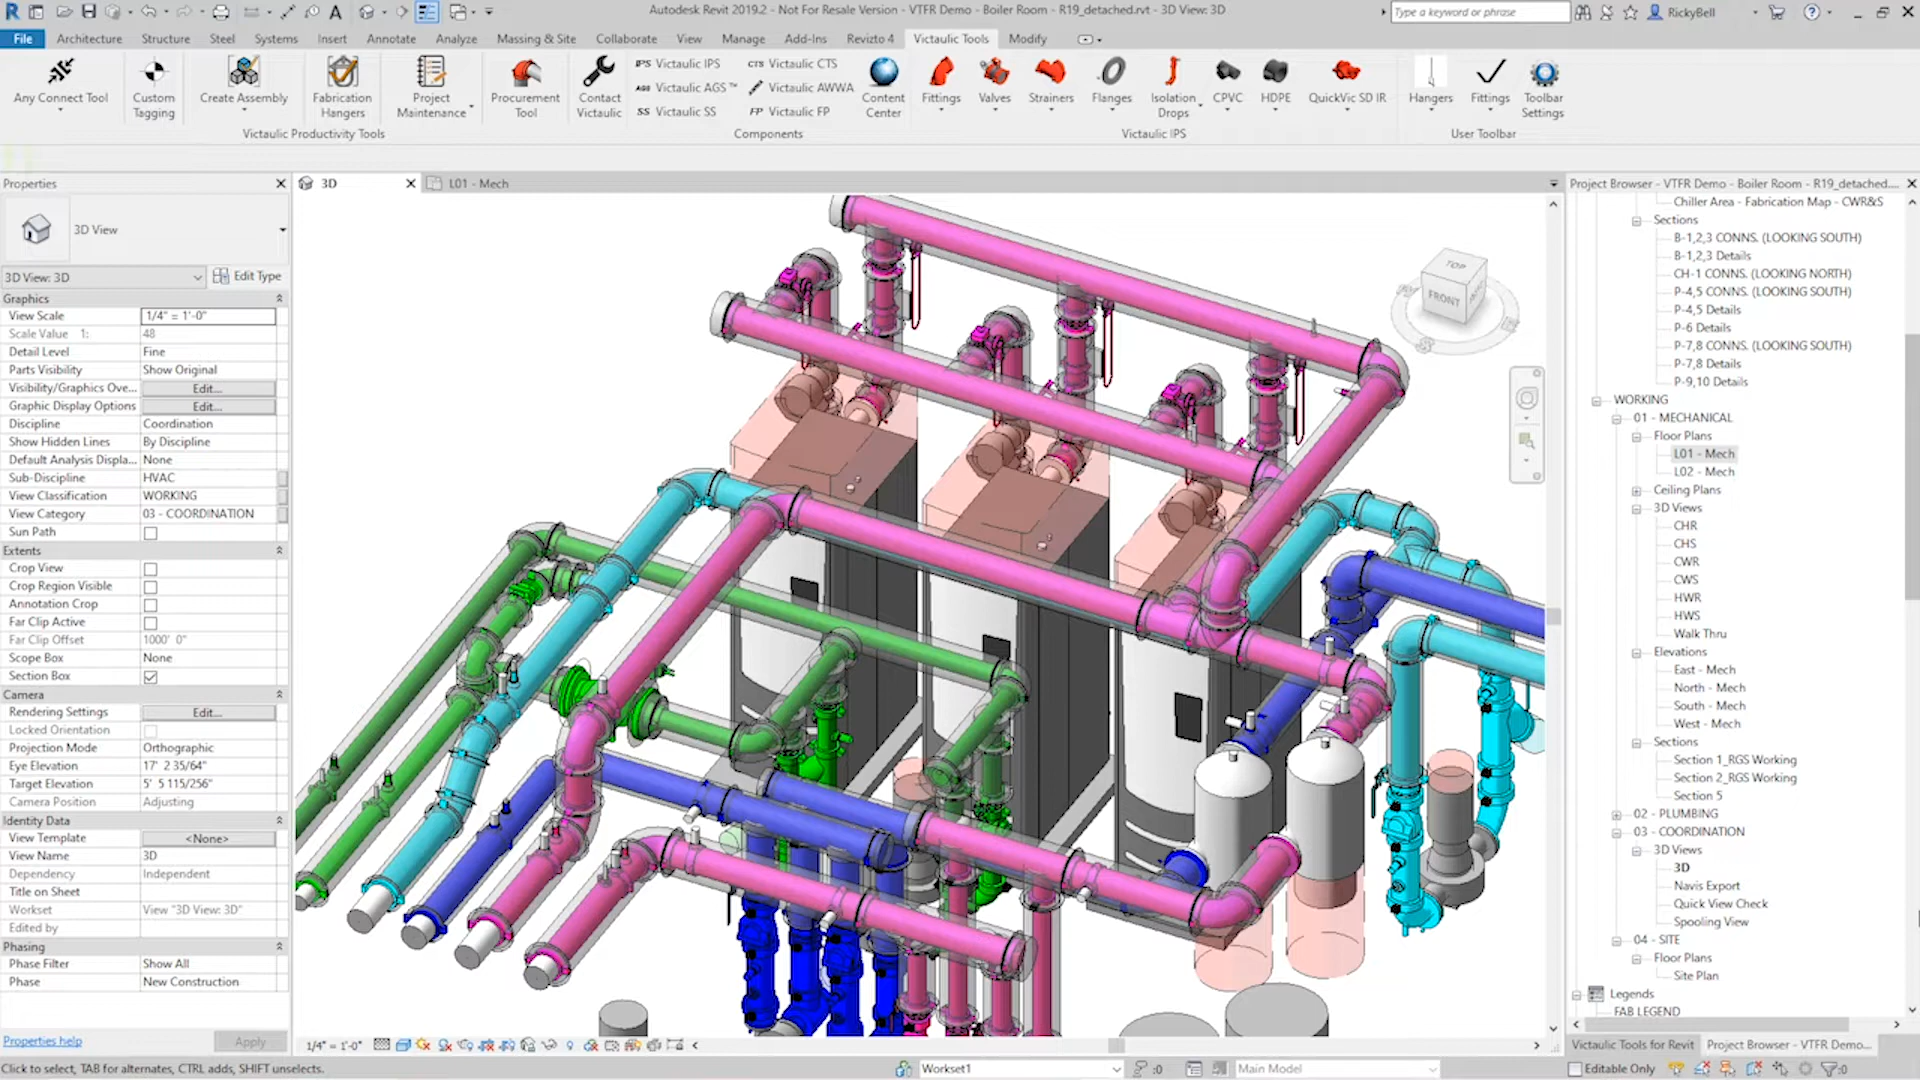 Autodesk Revit 2019.2 - Not For Resale Version - VTFR Demo - Boiler Room - R19_detached.rvt - 3D View: 3D
Type a keyword or phrase
RickyBell
File Architecture Structure Steel Systems Insert Annotate Analyze Massing & Site Collaborate View Manage Add-Ins Revizto 4 Victaulic Tools Modify
Any Connect Tool
Custom Tagging
Create Assembly
Fabrication Hangers
Project Maintenance
Procurement Tool
Contact Victaulic
IPS Victaulic IPS
AGS Victaulic AGS™
SS Victaulic SS
CTS Victaulic CTS
Victaulic AWWA
FP Victaulic FP
Content Center
Fittings
Valves
Strainers
Flanges
Isolation Drops
CPVC
HDPE
QuickVic SD IR
Hangers
Fittings
Toolbar Settings
Victaulic Productivity Tools
Components
Victaulic IPS
User Toolbar
Properties
3D View
3D View: 3D
Edit Type
Graphics
View Scale 1/4" = 1'-0"
Scale Value 1: 48
Detail Level Fine
Parts Visibility Show Original
Visibility/Graphics Ove... Edit...
Graphic Display Options Edit...
Discipline Coordination
Show Hidden Lines By Discipline
Default Analysis Displa... None
Sub-Discipline HVAC
View Classification WORKING
View Category 03 - COORDINATION
Sun Path
Extents
Crop View
Crop Region Visible
Annotation Crop
Far Clip Active
Far Clip Offset 1000' 0"
Scope Box None
Section Box
Camera
Rendering Settings Edit...
Locked Orientation
Projection Mode Orthographic
Eye Elevation 17' 2 35/64"
Target Elevation 5' 5 115/256"
Camera Position Adjusting
Identity Data
View Template <None>
View Name 3D
Dependency Independent
Title on Sheet
Workset View "3D View: 3D"
Edited by
Phasing
Phase Filter Show All
Phase New Construction
Properties help
Apply
3D
L01 - Mech
TOP
FRONT
Project Browser - VTFR Demo - Boiler Room - R19_detached....
Chiller Area - Fabrication Map - CWR&S
Sections
B-1,2,3 CONNS. (LOOKING SOUTH)
B-1,2,3 Details
CH-1 CONNS. (LOOKING NORTH)
P-4,5 CONNS. (LOOKING SOUTH)
P-4,5 Details
P-6 Details
P-7,8 CONNS. (LOOKING SOUTH)
P-7,8 Details
P-9,10 Details
WORKING
01 - MECHANICAL
Floor Plans
L01 - Mech
L02 - Mech
Ceiling Plans
3D Views
CHR
CHS
CWR
CWS
HWR
HWS
Walk Thru
Elevations
East - Mech
North - Mech
South - Mech
West - Mech
Sections
Section 1_RGS Working
Section 2_RGS Working
Section 5
02 - PLUMBING
03 - COORDINATION
3D Views
3D
Navis Export
Quick View Check
Spooling View
04 - SITE
Floor Plans
Site Plan
Legends
FAB LEGEND
Victaulic Tools for Revit
Project Browser - VTFR Demo...
1/4" = 1'-0"
Click to select, TAB for alternates, CTRL adds, SHIFT unselects.
Workset1
:0
Main Model
Editable Only
:0